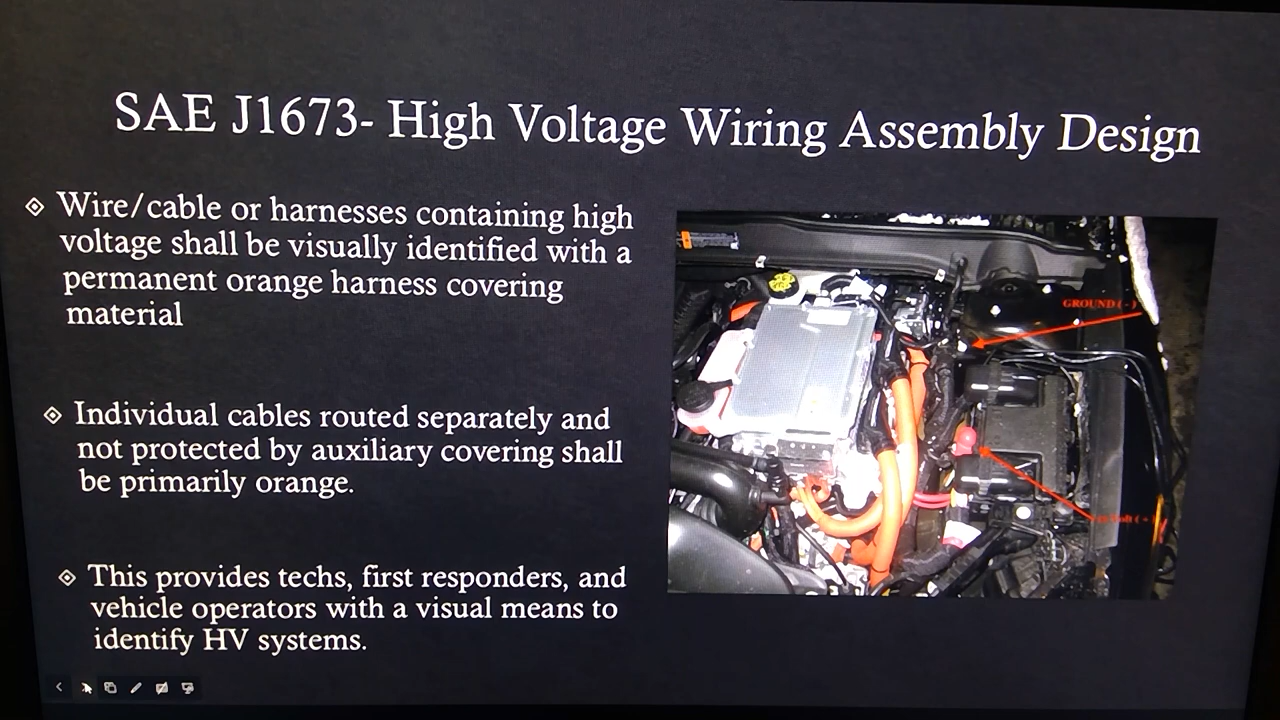 SAE J1673- High Voltage Wiring Assembly Design
Wire/cable or harnesses containing high
voltage shall be visually identified with a
permanent orange harness covering
material
Individual cables routed separately and
not protected by auxiliary covering shall
be primarily orange.
This provides techs, first responders, and
vehicle operators with a visual means to
identify HV systems.
GROUND ( - )